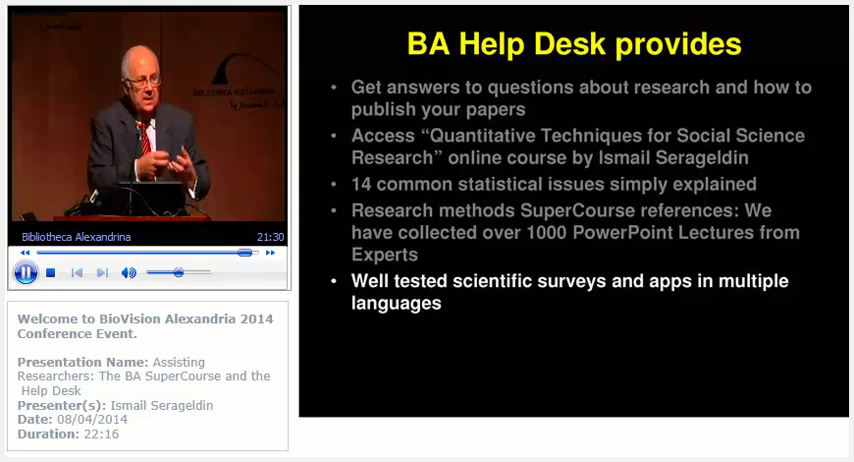 BIBLIOTHECA ALEXANDRINA
Bibliotheca Alexandrina 21:30
Welcome to BioVision Alexandria 2014
Conference Event.
Presentation Name: Assisting
Researchers: The BA SuperCourse and the
Help Desk
Presenter(s): Ismail Serageldin
Date: 08/04/2014
Duration: 22:16
BA Help Desk provides
• Get answers to questions about research and how to
publish your papers
• Access “Quantitative Techniques for Social Science
Research” online course by Ismail Serageldin
• 14 common statistical issues simply explained
• Research methods SuperCourse references: We
have collected over 1000 PowerPoint Lectures from
Experts
• Well tested scientific surveys and apps in multiple
languages